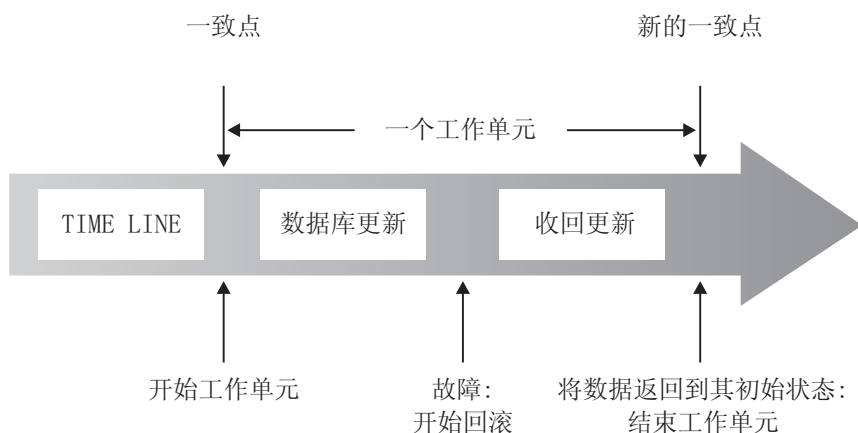 一致点
新的一致点
一个工作单元
TIME LINE
数据库更新
收回更新
开始工作单元
故障:
开始回滚
将数据返回到其初始状态:
结束工作单元